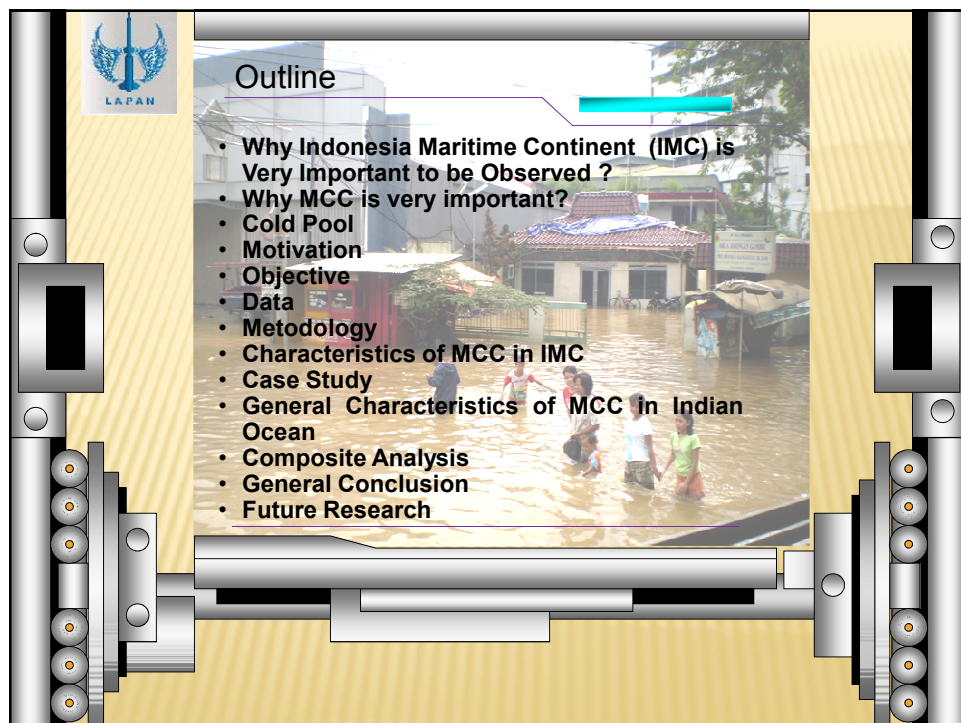 LAPAN
Outline
• Why Indonesia Maritime Continent (IMC) is
Very Important to be Observed ?
• Why MCC is very important?
• Cold Pool
• Motivation
• Objective
• Data
• Metodology
• Characteristics of MCC in IMC
• Case Study
• General Characteristics of MCC in Indian
Ocean
• Composite Analysis
• General Conclusion
• Future Research